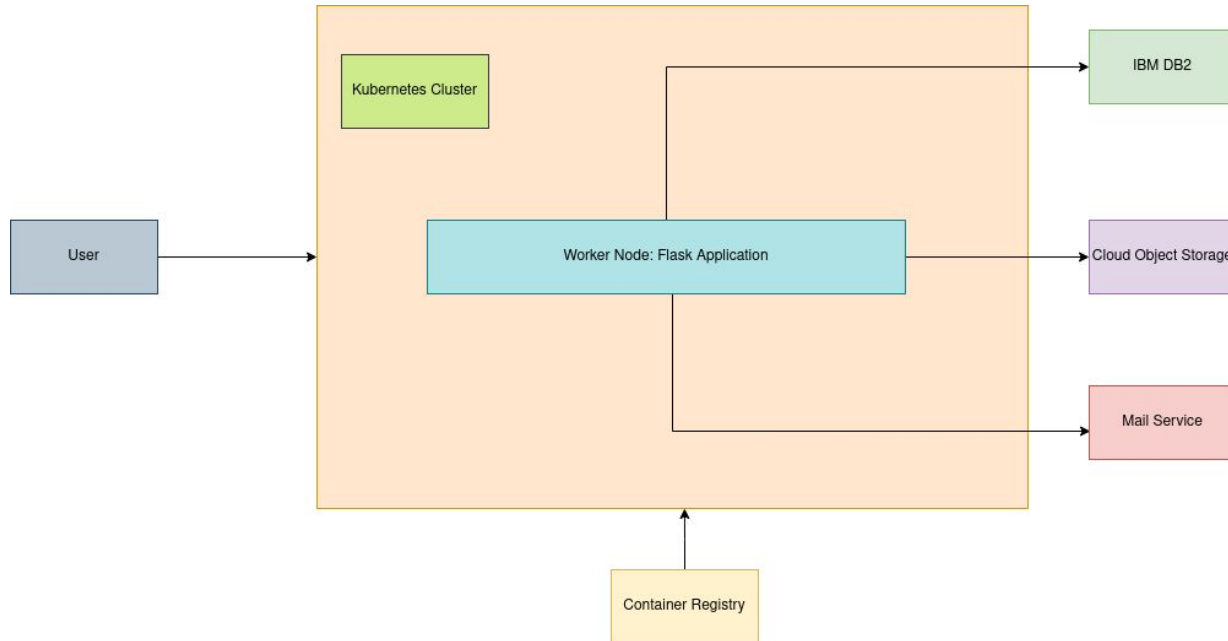 Kubernetes Cluster
IBM DB2
User
Worker Node: Flask Application
Cloud Object Storage
Mail Service
Container Registry